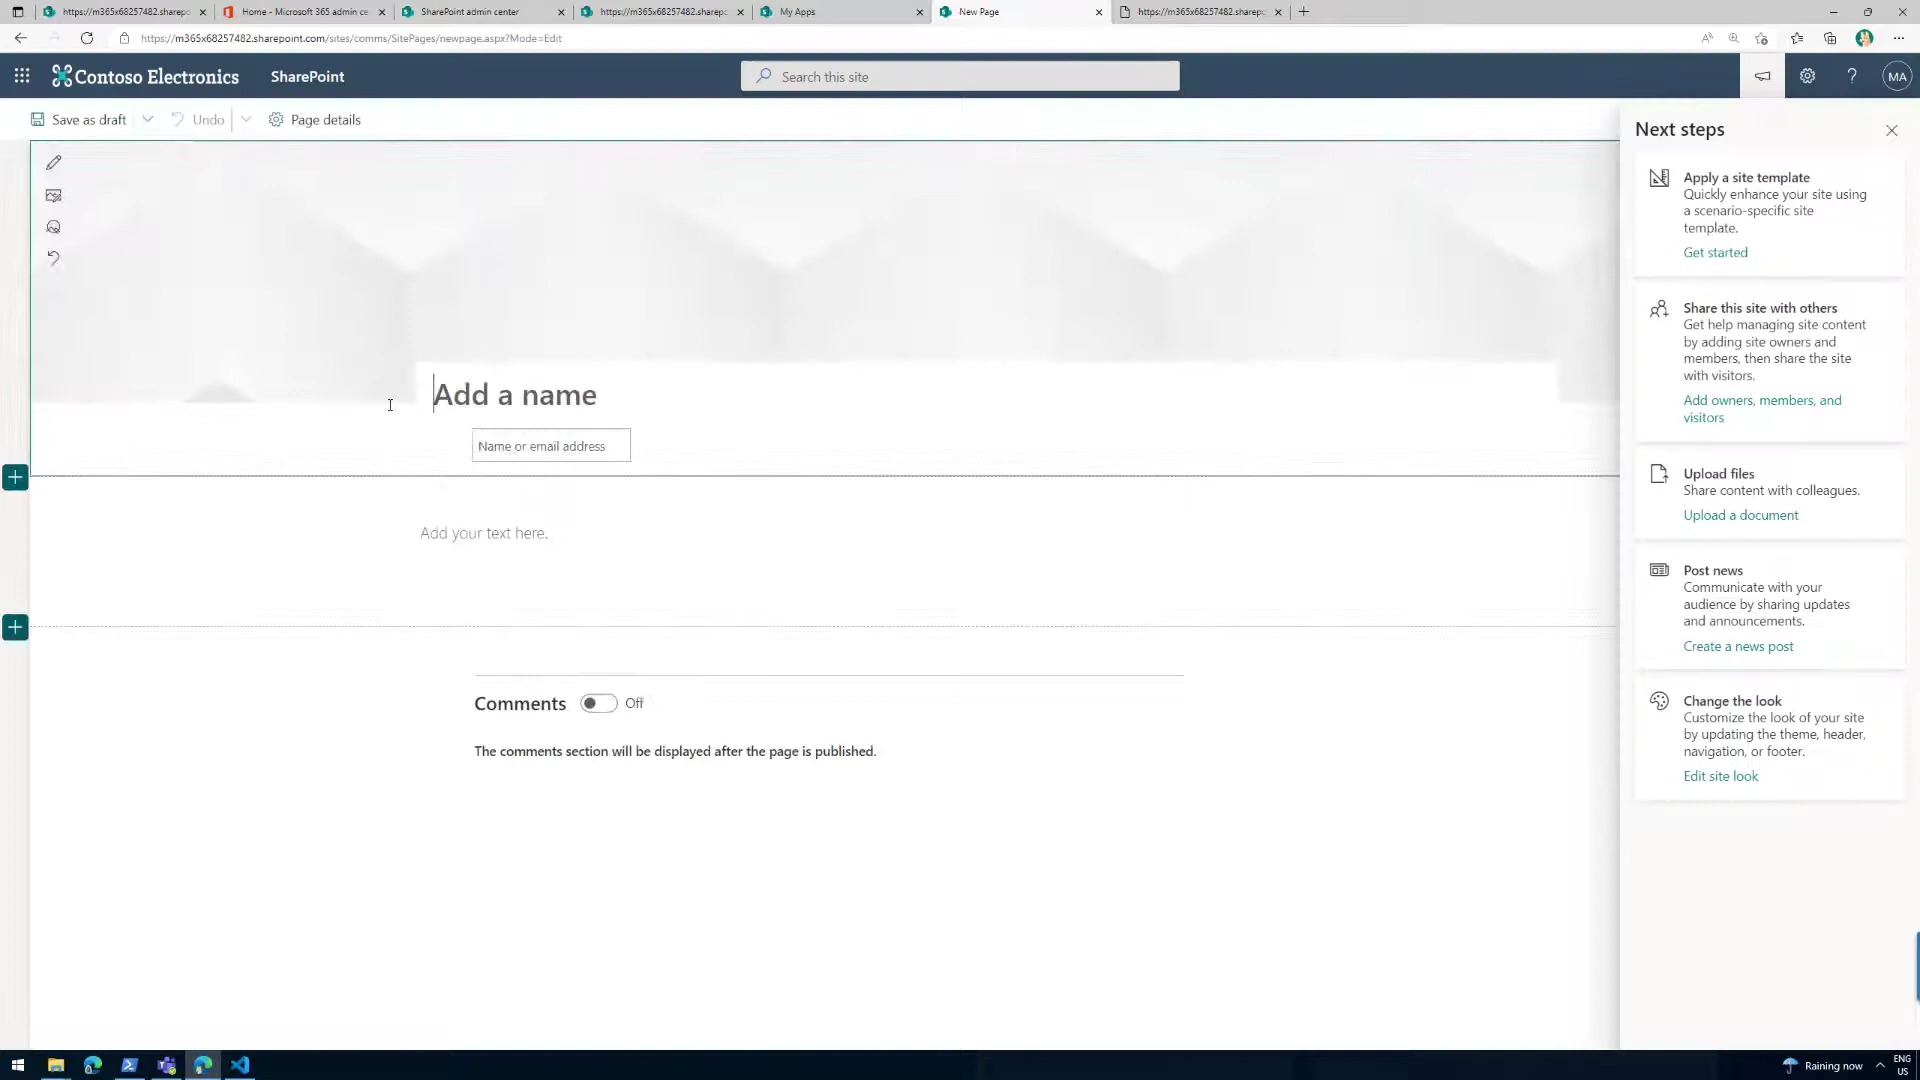 https://m365x68257482.sharepo
Home - Microsoft 365 admin ce
SharePoint admin center
https://m365x68257482.sharepo
My Apps
New Page
https://m365x68257482.sharepo
https://m365x68257482.sharepoint.com/sites/comms/SitePages/newpage.aspx?Mode=Edit
Contoso Electronics
SharePoint
Search this site
MA
Save as draft
Undo
Page details
Add a name
Name or email address
Add your text here.
Comments
Off
The comments section will be displayed after the page is published.
Next steps
Apply a site template
Quickly enhance your site using
a scenario-specific site
template.
Get started
Share this site with others
Get help managing site content
by adding site owners and
members, then share the site
with visitors.
Add owners, members, and
visitors
Upload files
Share content with colleagues.
Upload a document
Post news
Communicate with your
audience by sharing updates
and announcements.
Create a news post
Change the look
Customize the look of your site
by updating the theme, header,
navigation, or footer.
Edit site look
Raining now
ENG
US